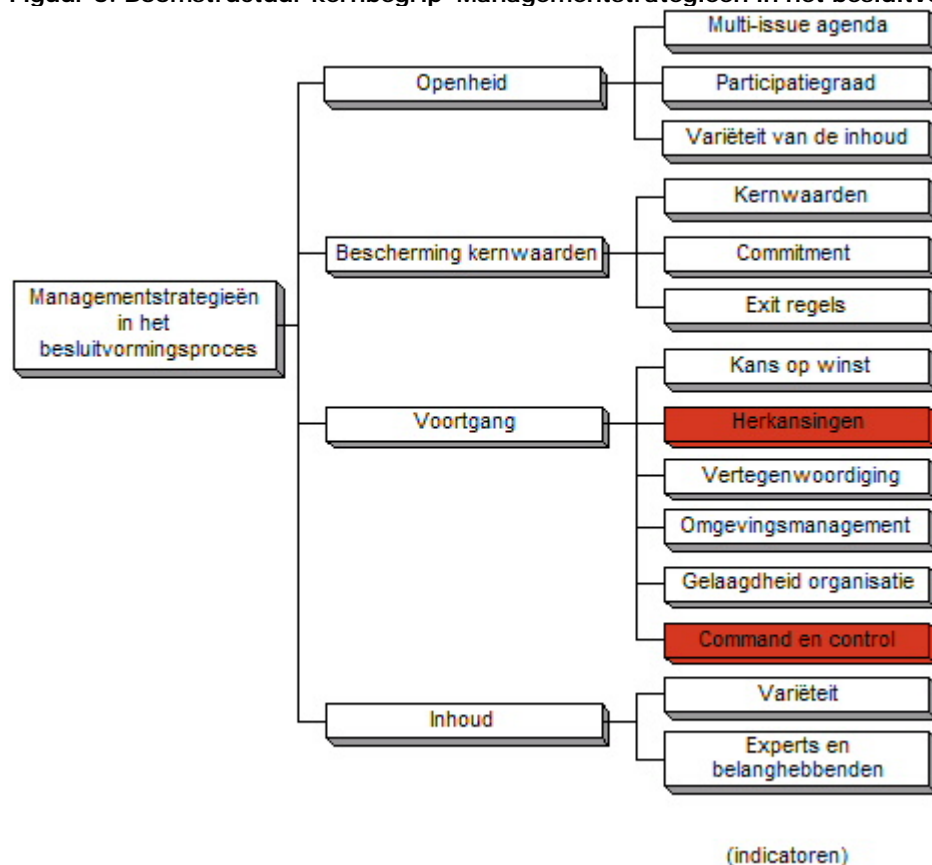 Openheid
Multi-issue agenda
Participatiegraad
Variëteit van de inhoud
Bescherming kernwaarden
Kernwaarden
Commitment
Exit regels
Managementstrategieën
in het
besluitvormingsproces
Voortgang
Kans op winst
Herkansingen
Vertegenwoordiging
Omgevingsmanagement
Gelaagdheid organisatie
Command en control
Inhoud
Variëteit
Experts en
belanghebbenden
(indicatoren)